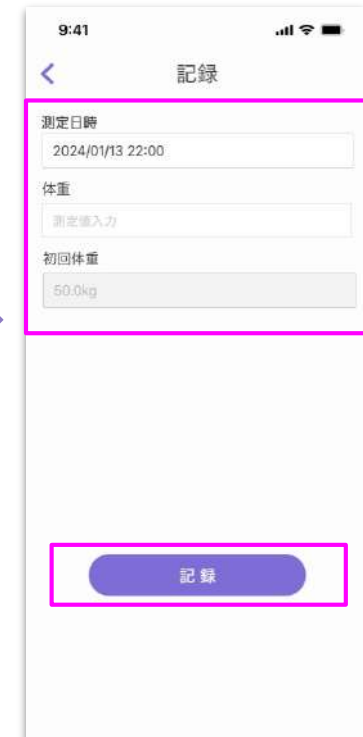 9:41
記録
測定日時
2024/01/13 22:00
体重
測定値入力
初回体重
50.0kg
記録